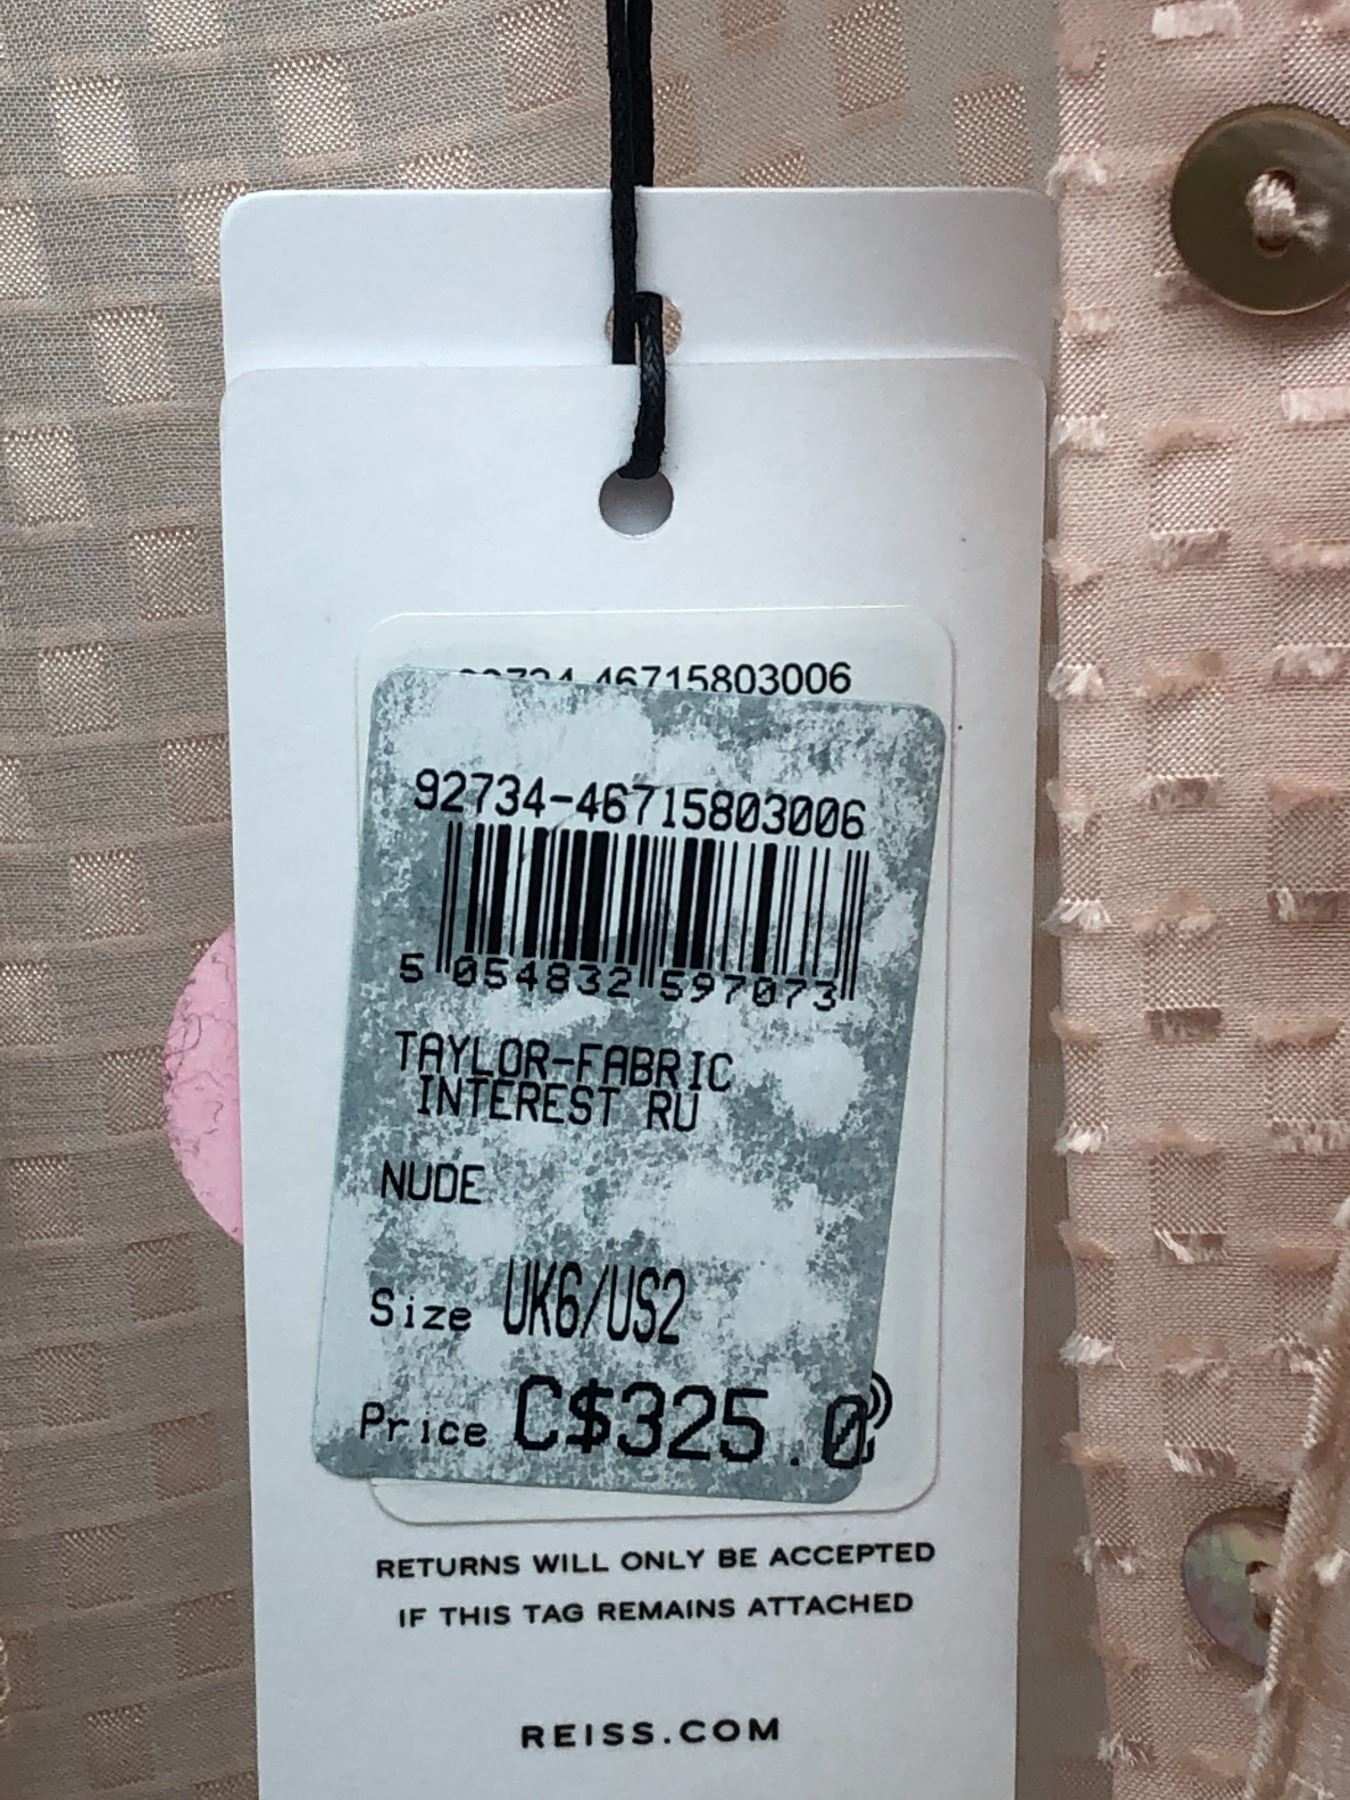 46715803006
92734-46715803006
5 054832 597073
TAYLOR-FABRIC
INTEREST RU
NUDE
Size UK6/US2
Price C$325.0
RETURNS WILL ONLY BE ACCEPTED
IF THIS TAG REMAINS ATTACHED
REISS.COM